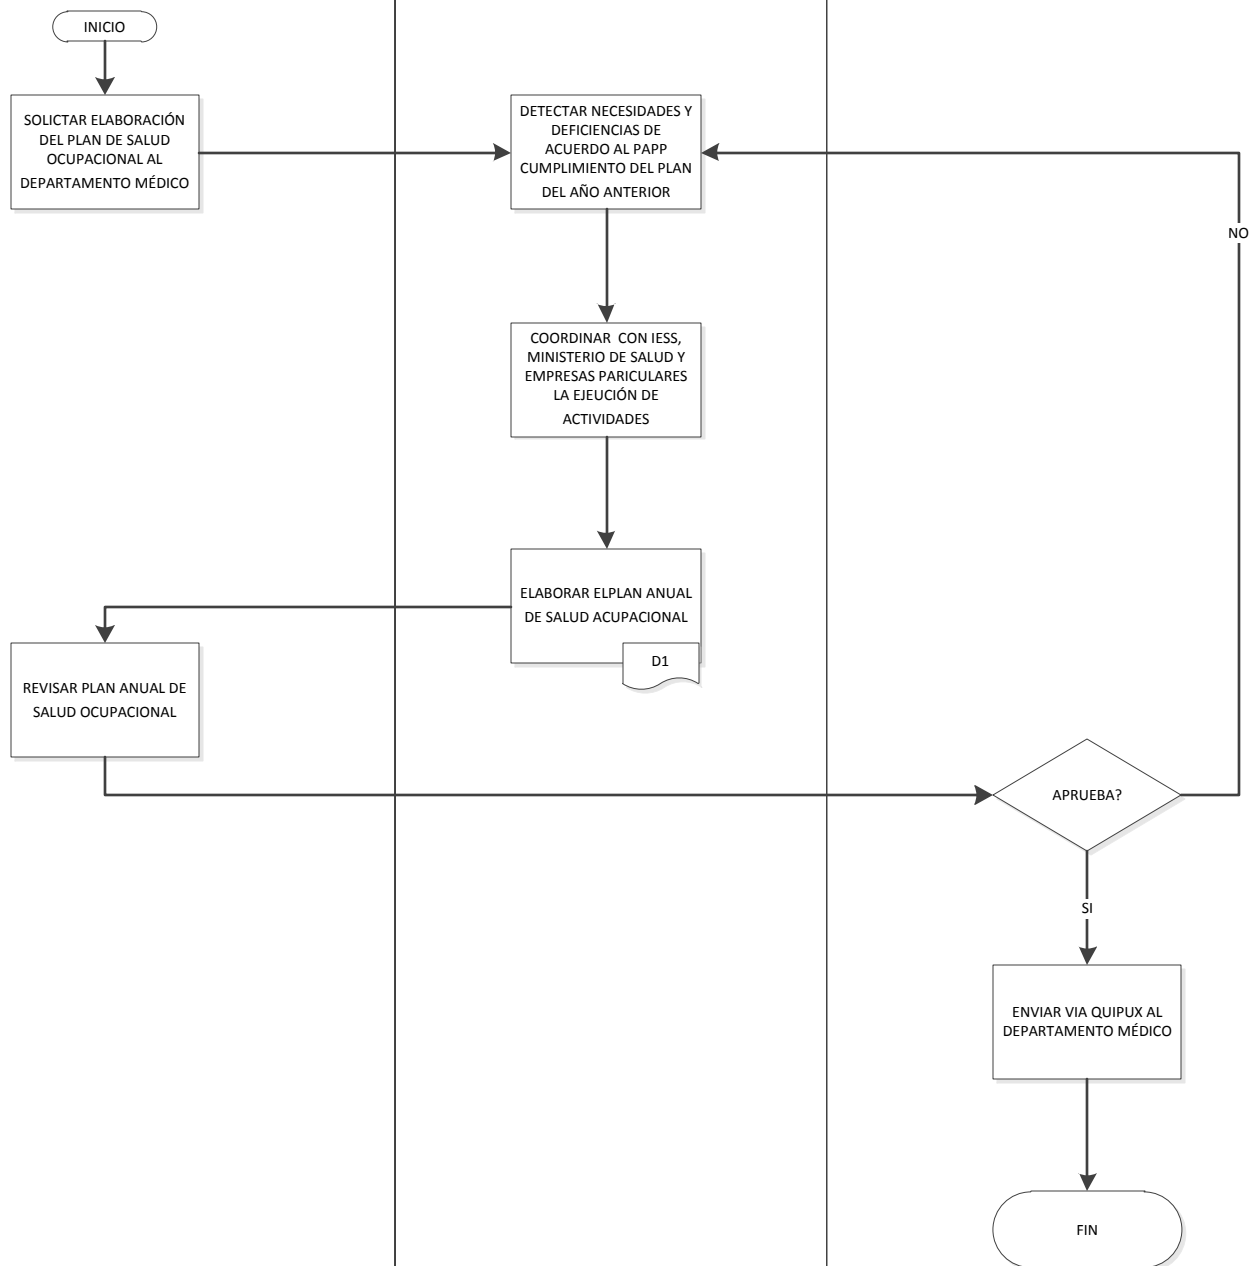 INICIO
SOLICTAR ELABORACIÓN
DEL PLAN DE SALUD
OCUPACIONAL AL
DEPARTAMENTO MÉDICO
DETECTAR NECESIDADES Y
DEFICIENCIAS DE
ACUERDO AL PAPP
CUMPLIMIENTO DEL PLAN
DEL AÑO ANTERIOR
NO
COORDINAR CON IESS,
MINISTERIO DE SALUD Y
EMPRESAS PARICULARES
LA EJEUCIÓN DE
ACTIVIDADES
ELABORAR ELPLAN ANUAL
DE SALUD ACUPACIONAL
D1
REVISAR PLAN ANUAL DE
SALUD OCUPACIONAL
APRUEBA?
SI
ENVIAR VIA QUIPUX AL
DEPARTAMENTO MÉDICO
FIN